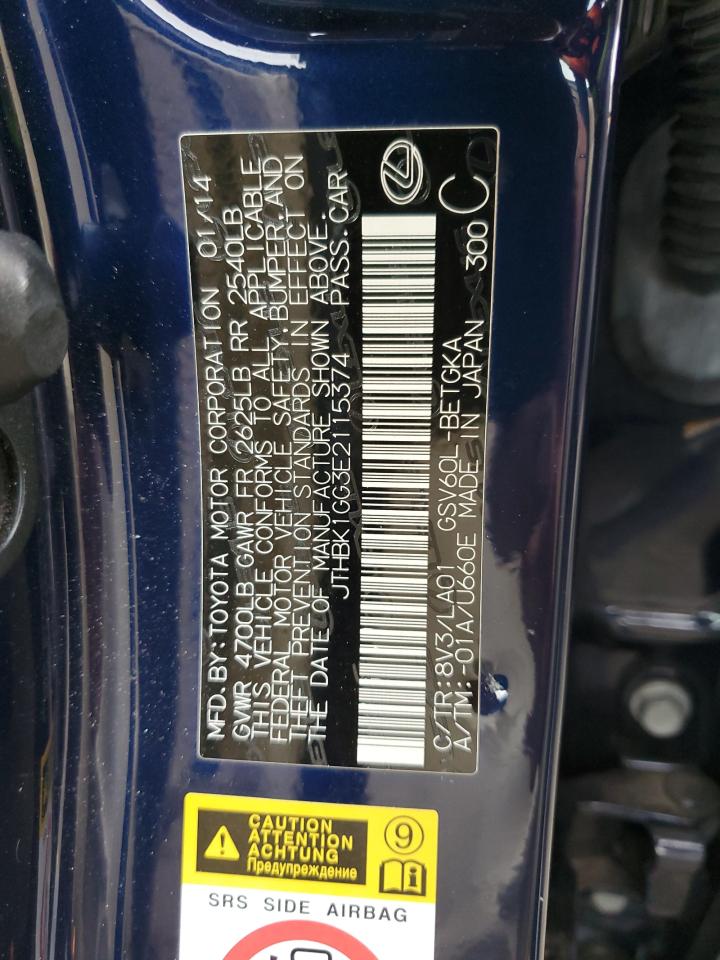 MFD. BY: TOYOTA MOTOR CORPORATION 01/14
GVWR 4700LB GAWR FR 2625LB RR 2540LB
THIS VEHICLE CONFORMS TO ALL APPLICABLE
FEDERAL MOTOR VEHICLE SAFETY, BUMPER, AND
THEFT PREVENTION STANDARDS IN EFFECT ON
THE DATE OF MANUFACTURE SHOWN ABOVE.
JTHBK1GG3E2115374 PASS. CAR
C/TR: 8V3/LA01 GSV60L-BETGKA
A/TM: -01A/U660E MADE IN JAPAN 300 C
CAUTION
ATTENTION
ACHTUNG
Предупреждение
9
i
SRS SIDE AIRBAG